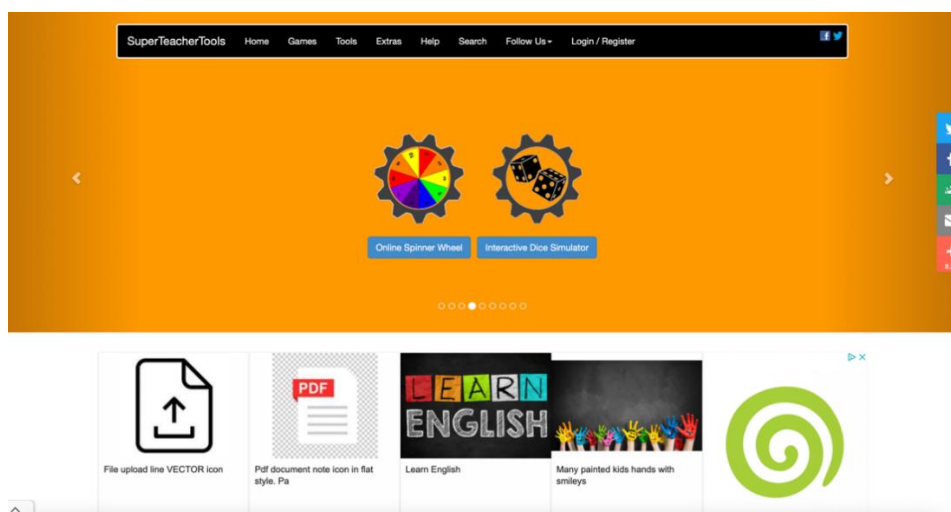 SuperTeacherTools Home Games Tools Extras Help Search Follow Us Login / Register
Online Spinner Wheel Interactive Dice Simulator
PDF
LEARN
ENGLISH
File upload line VECTOR icon
Pdf document note icon in flat
style. Pa
Learn English
Many painted kids hands with
smileys